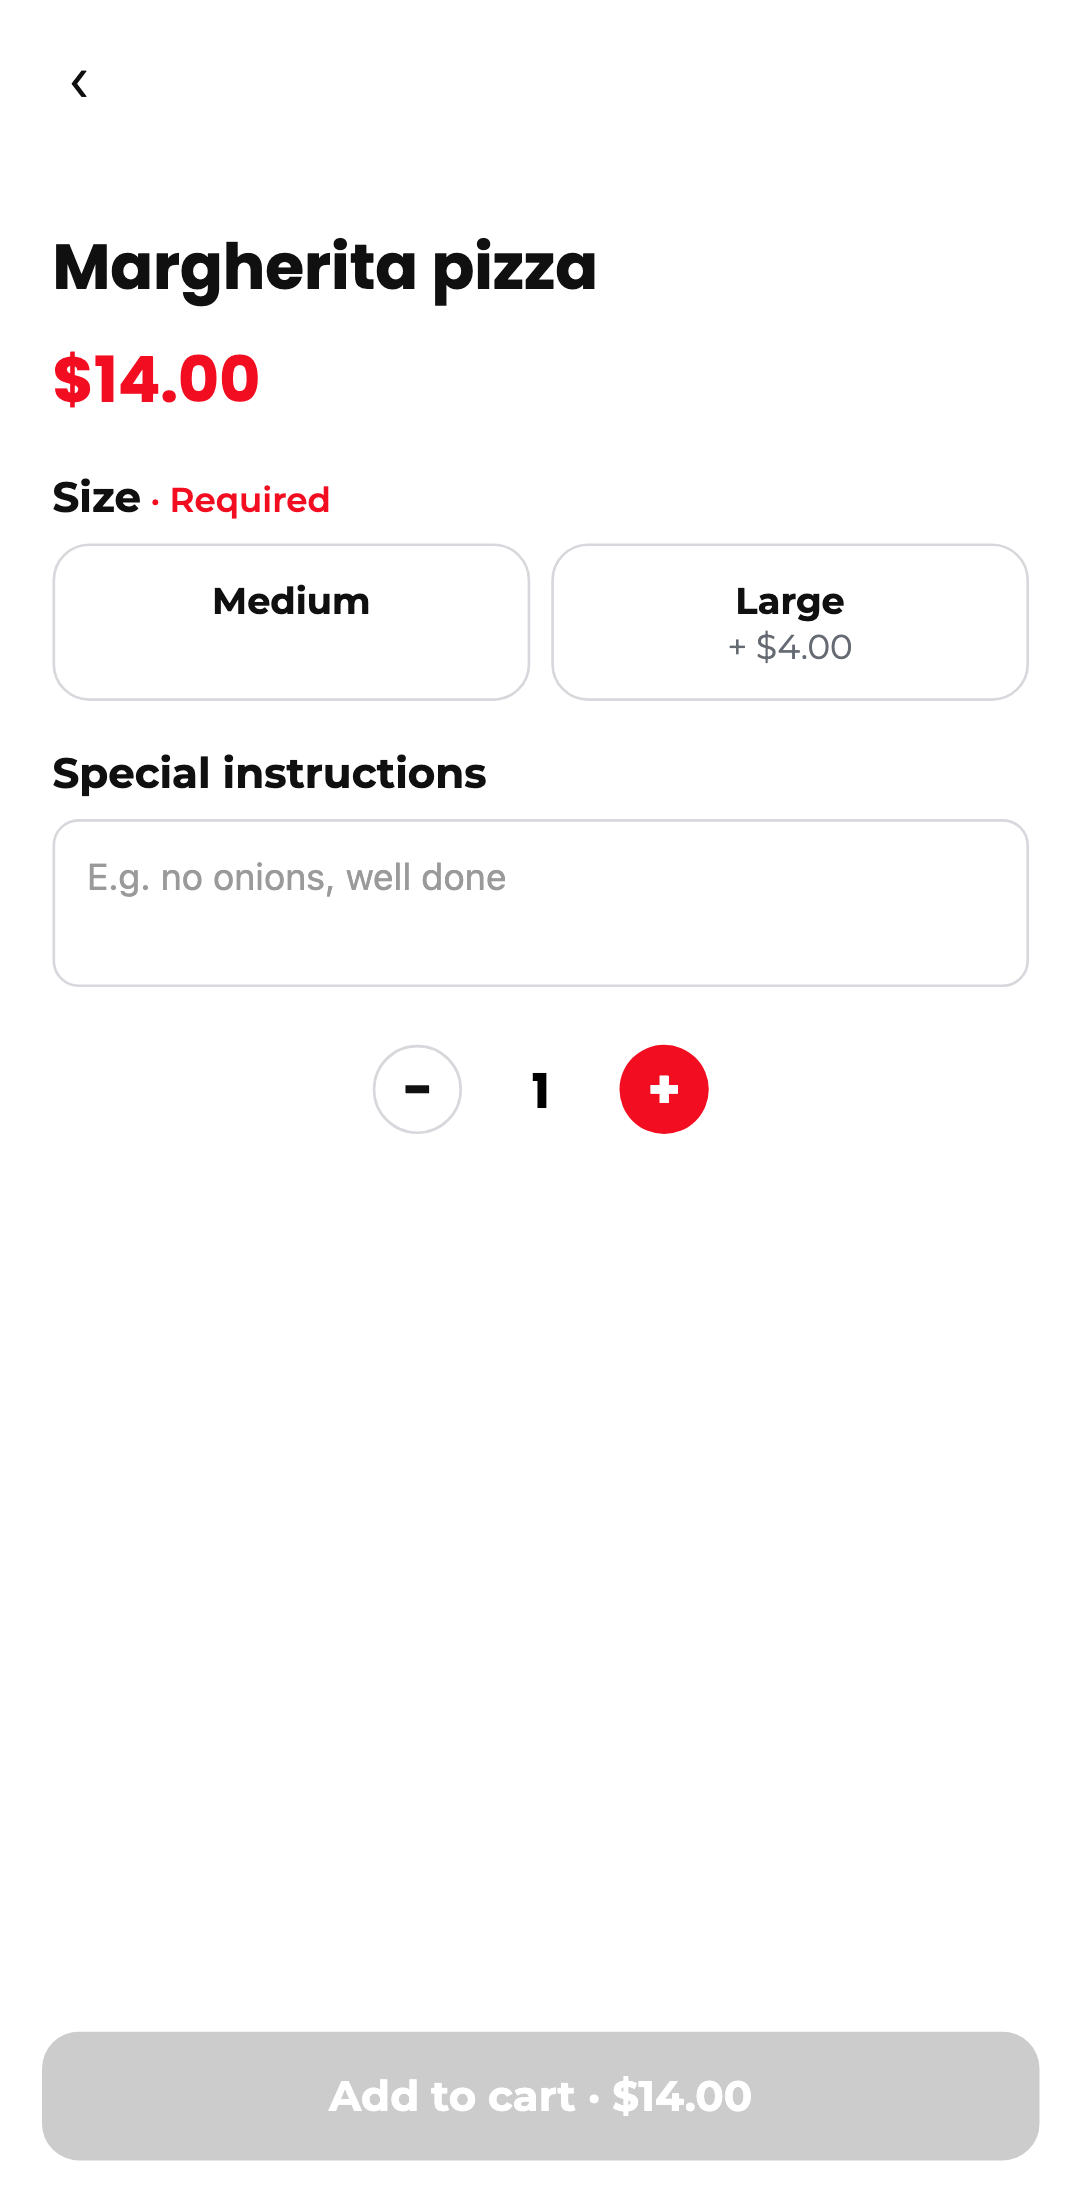 ‹
Margherita pizza
$14.00
Size · Required
Medium
Large
+ $4.00
Special instructions
E.g. no onions, well done
− 1 +
Add to cart · $14.00